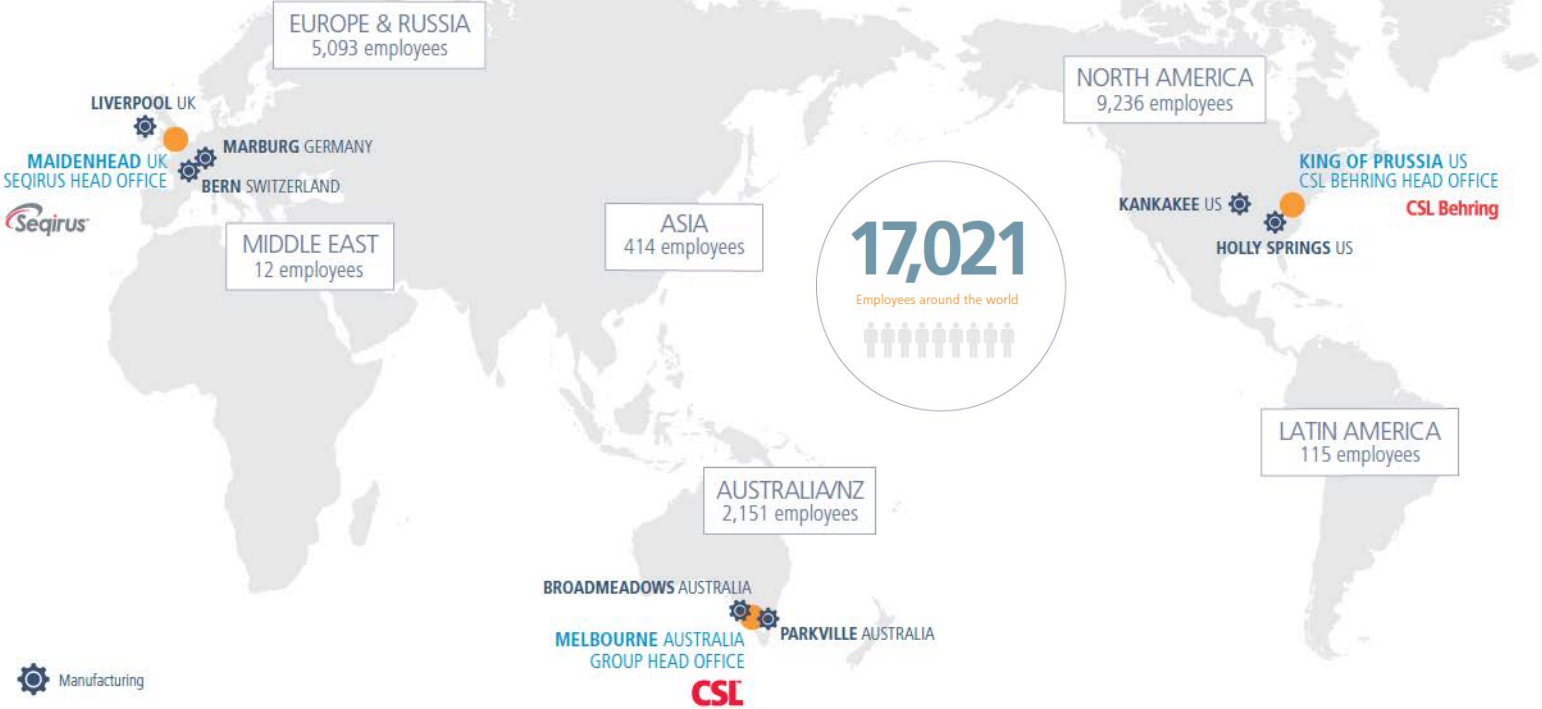 EUROPE & RUSSIA
5,093 employees
LIVERPOOL UK
MARBURG GERMANY
MAIDENHEAD UK
SEQIRUS HEAD OFFICE
BERN SWITZERLAND
Seqirus
MIDDLE EAST
12 employees
ASIA
414 employees
17,021
Employees around the world
NORTH AMERICA
9,236 employees
KING OF PRUSSIA US
CSL BEHRING HEAD OFFICE
CSL Behring
KANKAKEE US
HOLLY SPRINGS US
LATIN AMERICA
115 employees
AUSTRALIA/NZ
2,151 employees
BROADMEADOWS AUSTRALIA
PARKVILLE AUSTRALIA
MELBOURNE AUSTRALIA
GROUP HEAD OFFICE
CSL
Manufacturing